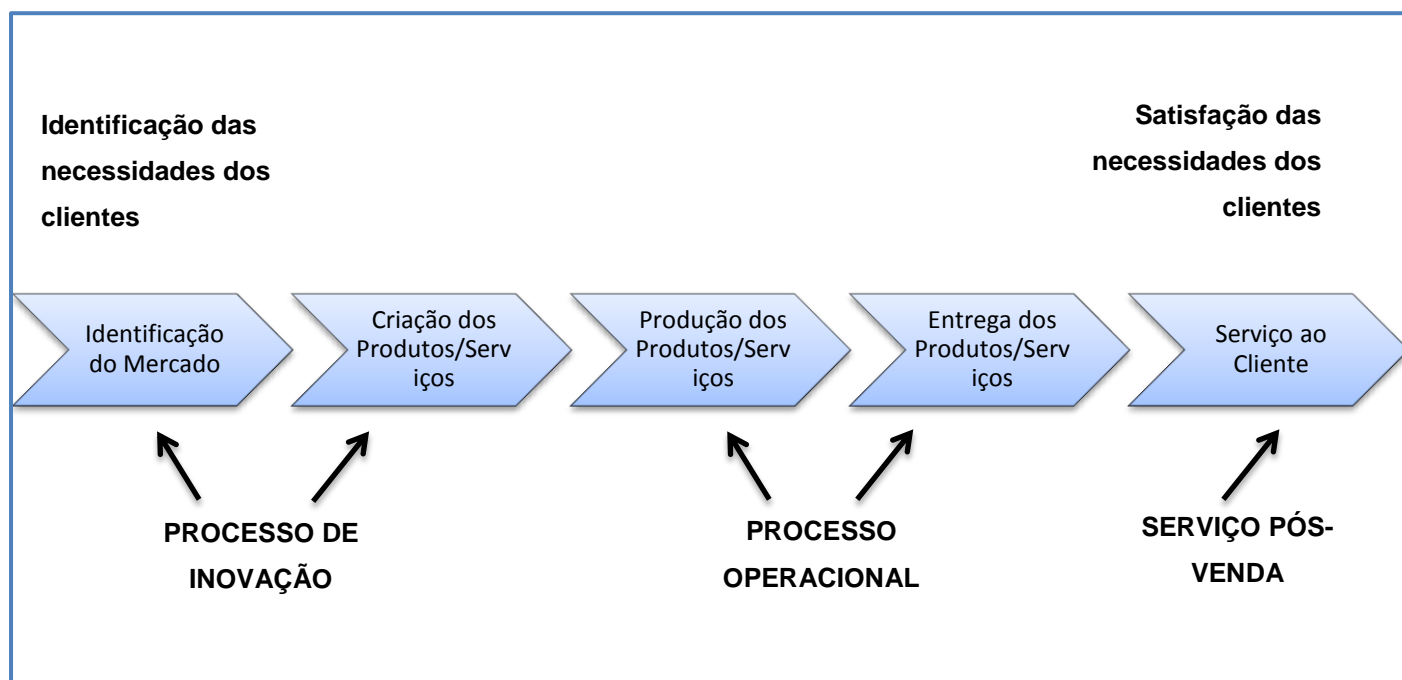 Identificação das
necessidades dos
clientes
Satisfação das
necessidades dos
clientes
Identificação
do Mercado
Criação dos
Produtos/Serv
iços
Produção dos
Produtos/Serv
iços
Entrega dos
Produtos/Serv
iços
Serviço ao
Cliente
PROCESSO DE
INOVAÇÃO
PROCESSO
OPERACIONAL
SERVIÇO PÓS-
VENDA